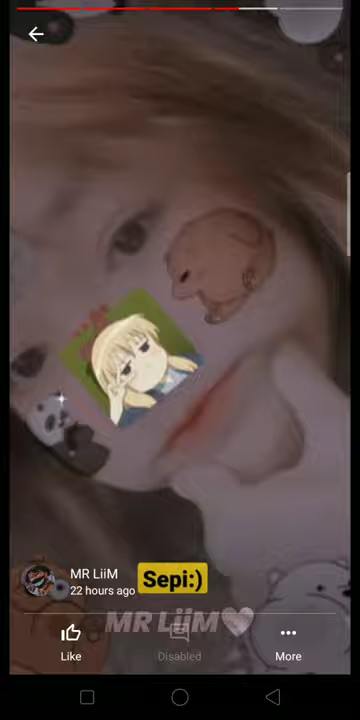 MR LiiM
22 hours ago
Sepi:)
MR LiiM
Like
Disabled
More